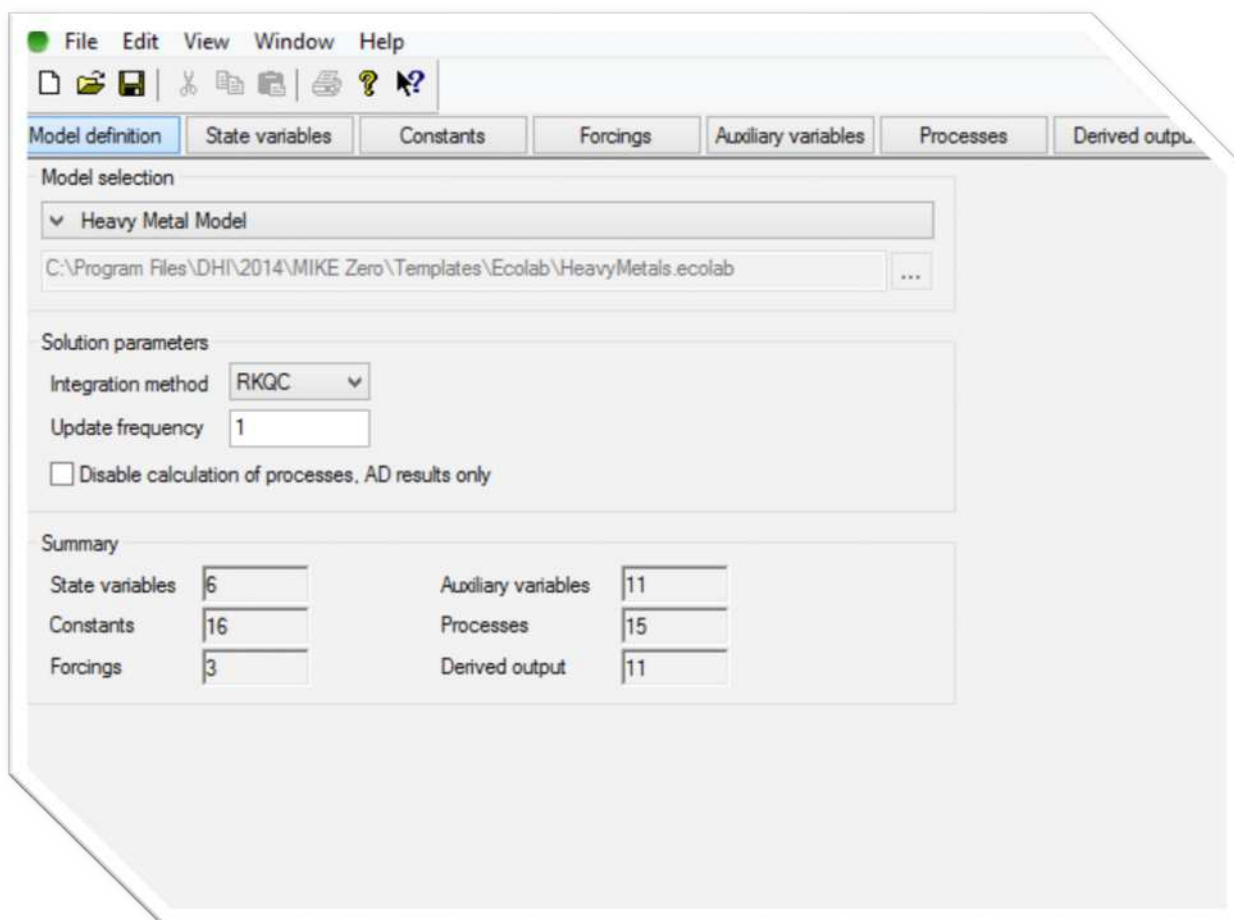 File Edit View Window Help
Model definition State variables Constants Forcings Auxiliary variables Processes Derived
Model selection
Heavy Metal Model
C:\Program Files\DHI\2014\MIKE Zero\Templates\Ecolab\HeavyMetals.ecolab ...
Solution parameters
Integration method RKQC
Update frequency 1
Disable calculation of processes, AD results only
Summary
State variables 6 Auxiliary variables 11
Constants 16 Processes 15
Forcings 3 Derived output 11